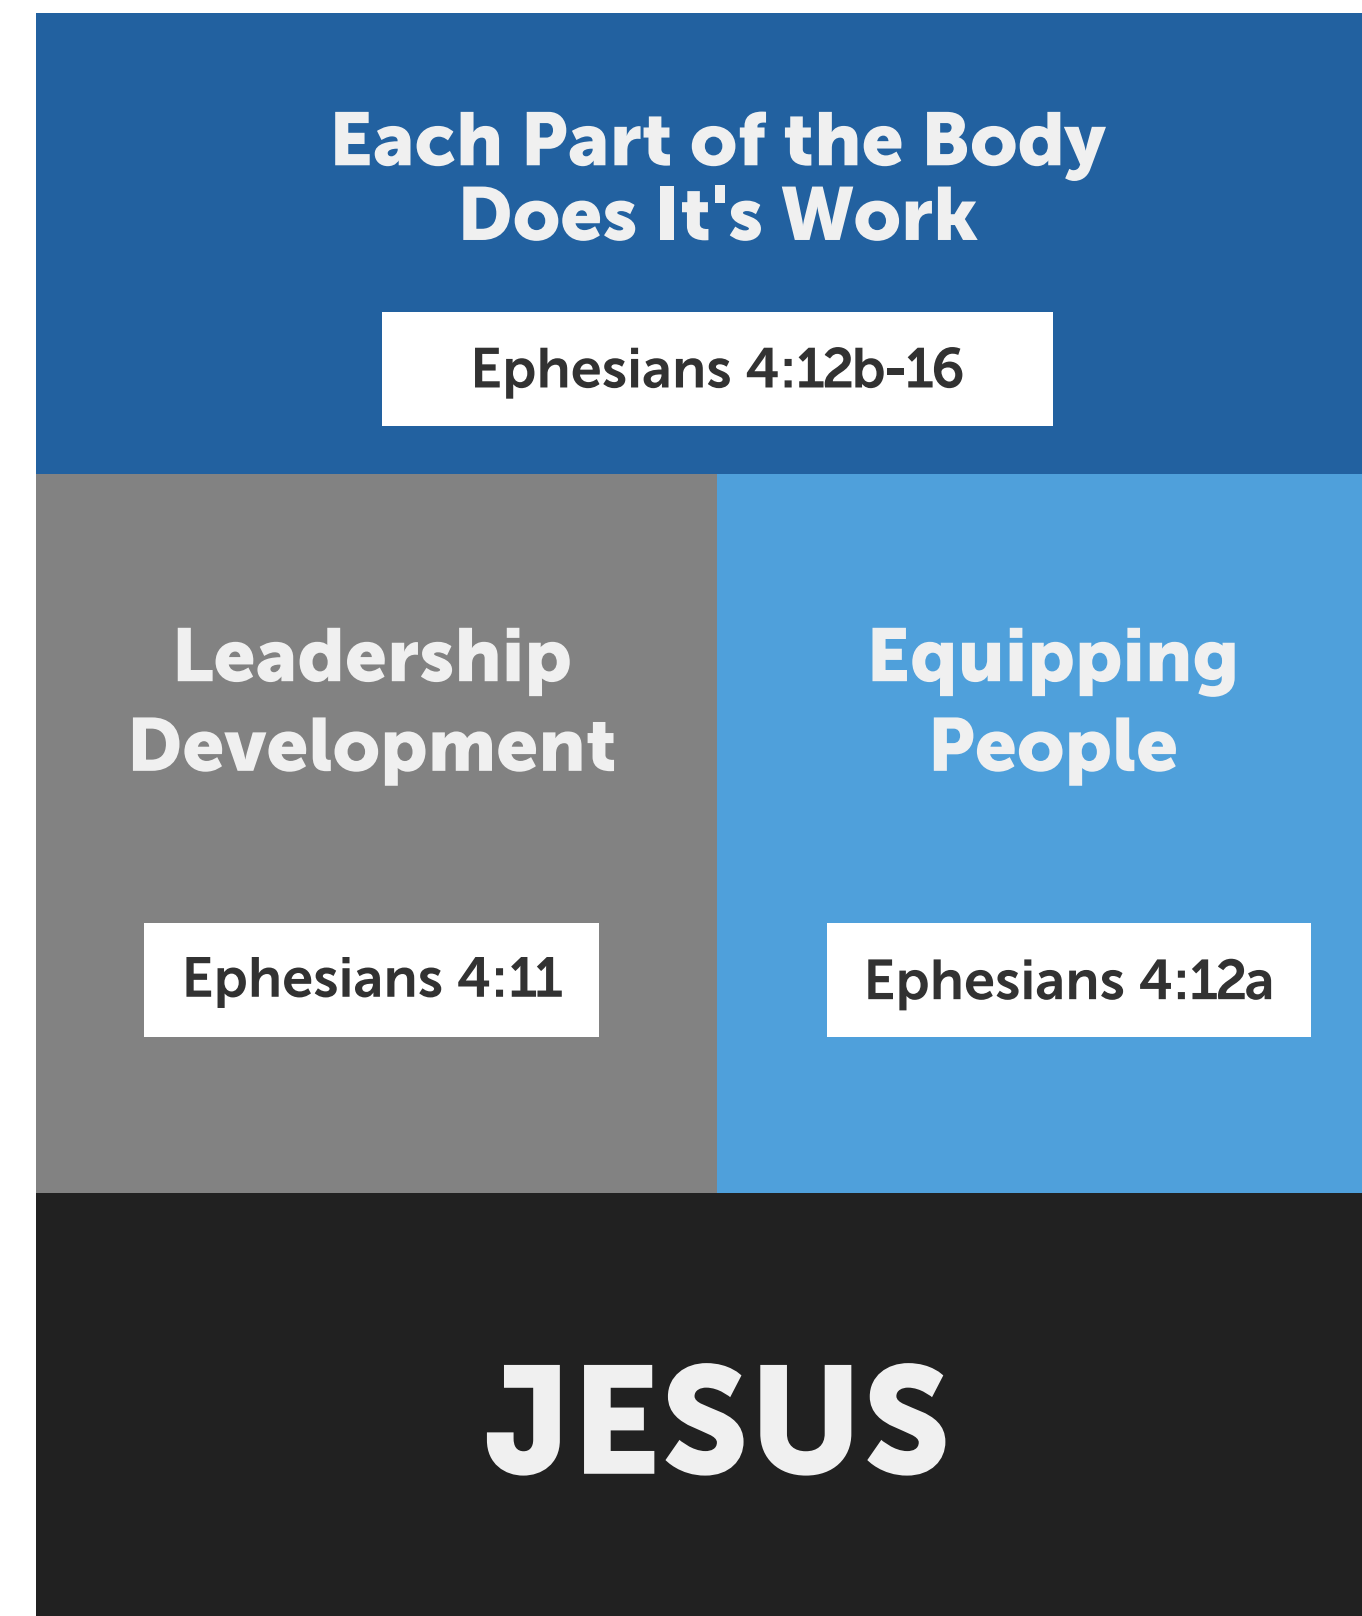 Each Part of the Body
Does It's Work
Ephesians 4:12b-16
Leadership
Development
Ephesians 4:11
Equipping
People
Ephesians 4:12a
JESUS